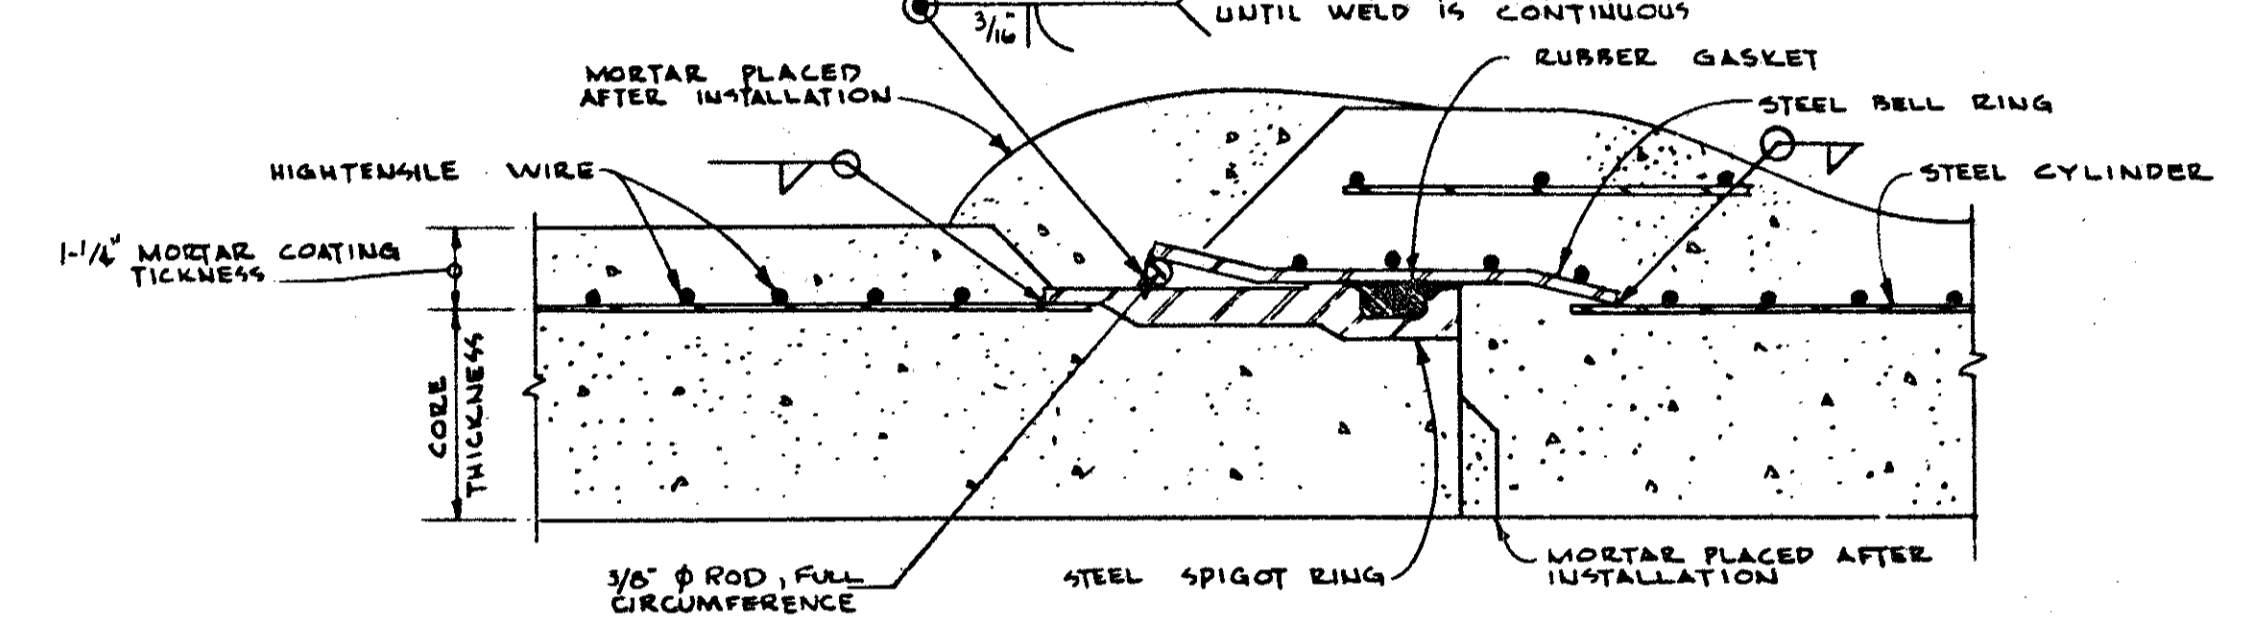 3/16"
UNTIL WELD IS CONTINUOUS
RUBBER GASKET
MORTAR PLACED
AFTER INSTALLATION
STEEL BELL RING
HIGHTENSILE WIRE
STEEL CYLINDER
1-1/4" MORTAR COATING
TICKNESS
CORE
THICKNESS
3/8" Φ ROD, FULL
CIRCUMFERENCE
STEEL SPIGOT RING
MORTAR PLACED AFTER
INSTALLATION